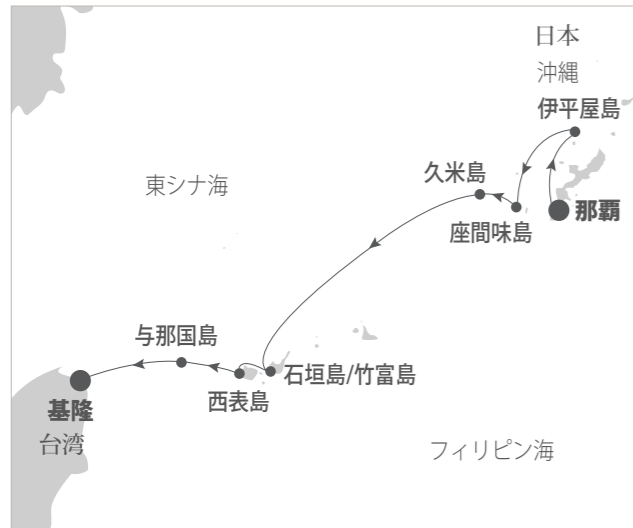 日本
沖縄
伊平屋島
久米島
東シナ海
那覇
座間味島
与那国島
石垣島/竹富島
西表島
基隆
台湾
フィリピン海